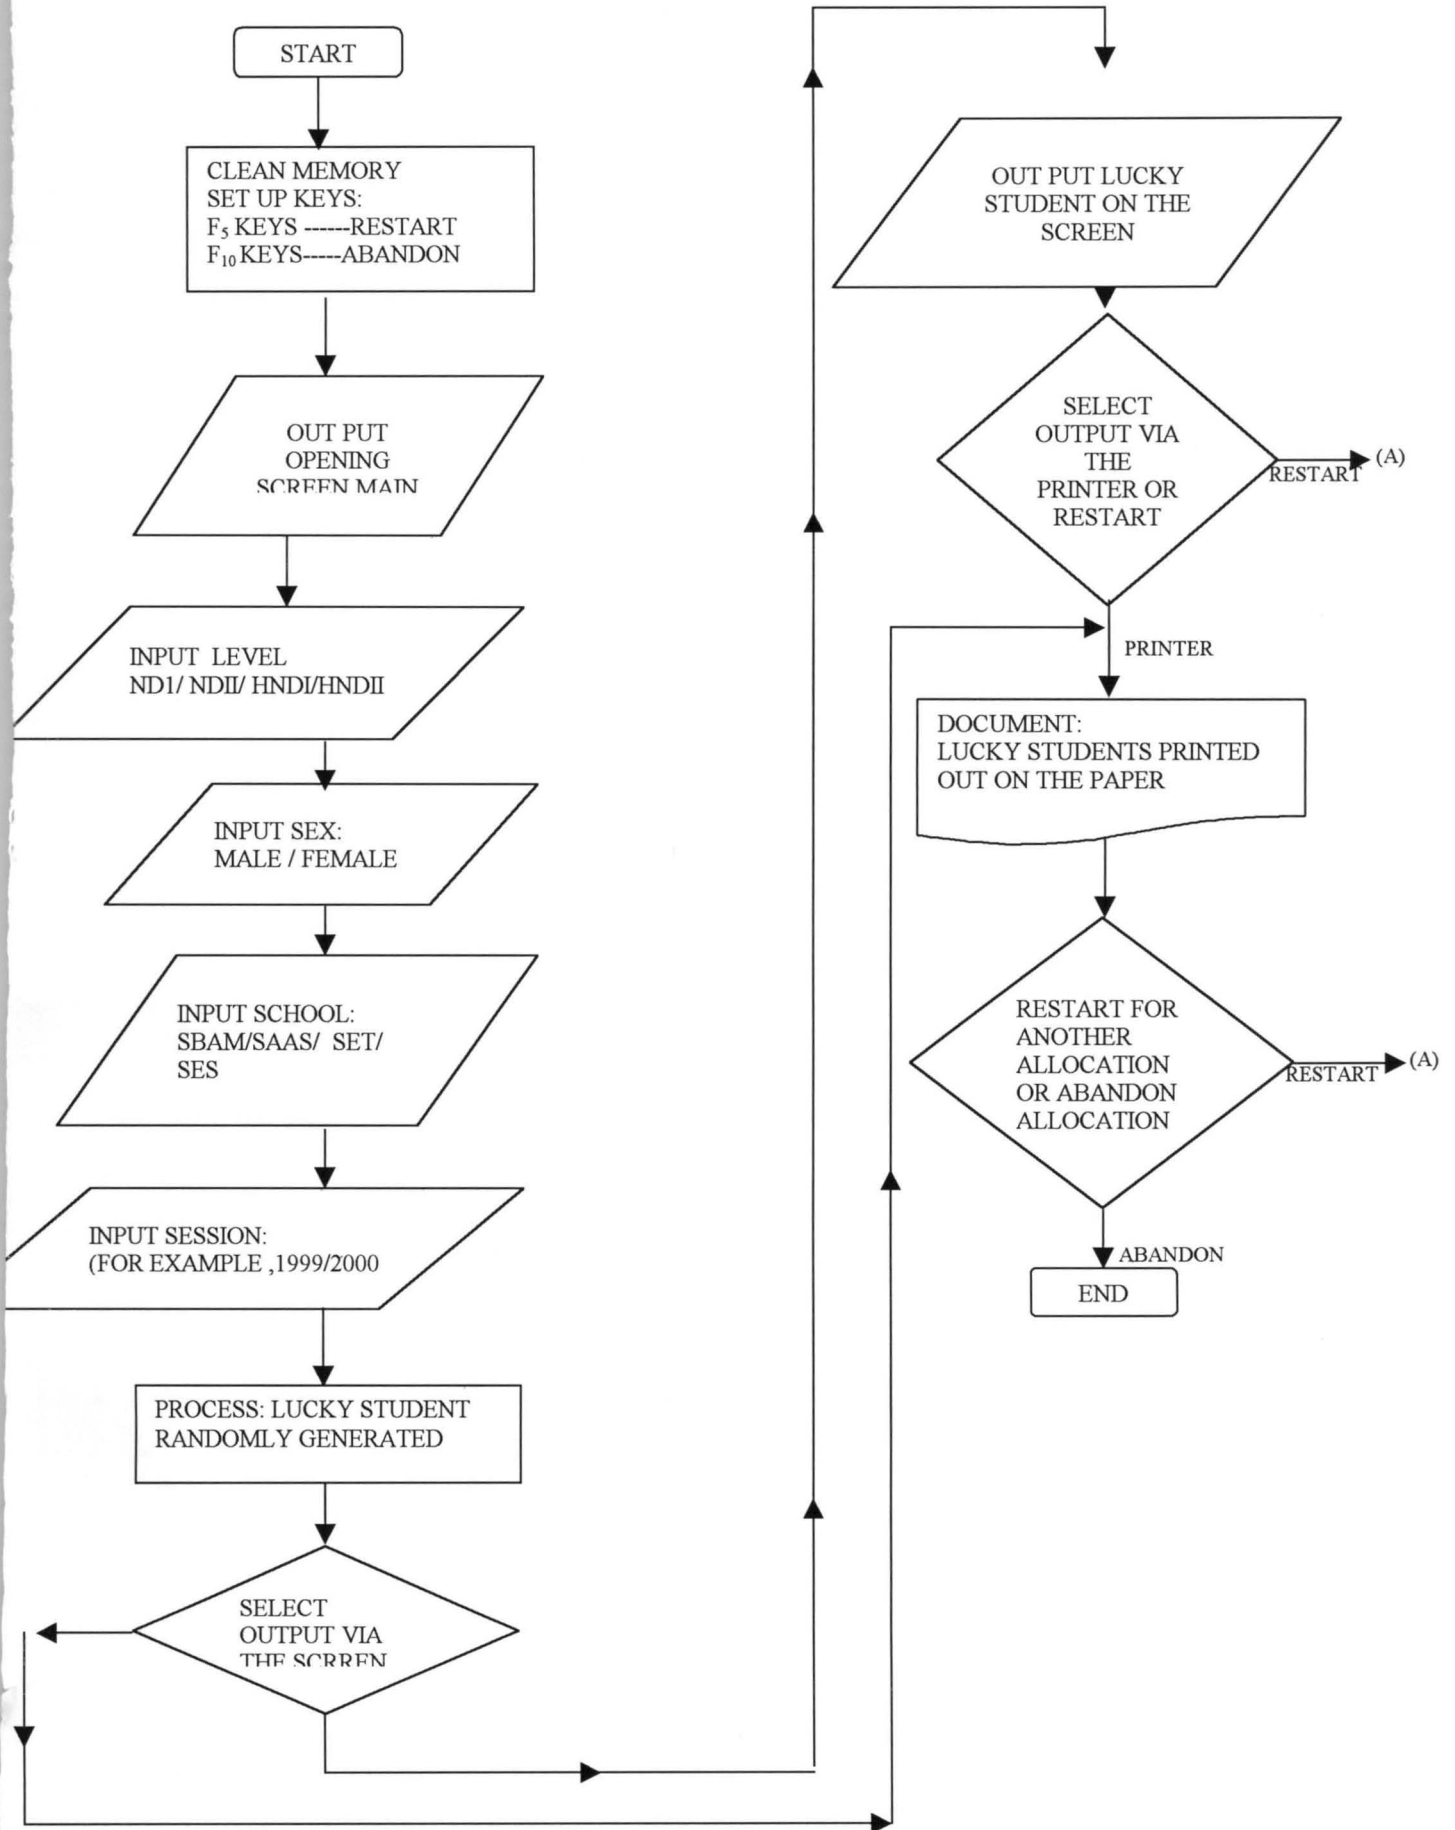 START
CLEAN MEMORY
SET UP KEYS:
F5 KEYS ------RESTART
F10 KEYS-----ABANDON
OUT PUT
OPENING
SCREEN MAIN
INPUT LEVEL
ND1/ NDII/ HNDI/HNDII
INPUT SEX:
MALE / FEMALE
INPUT SCHOOL:
SBAM/SAAS/ SET/
SES
INPUT SESSION:
(FOR EXAMPLE ,1999/2000
PROCESS: LUCKY STUDENT
RANDOMLY GENERATED
SELECT
OUTPUT VIA
THE SCRREN
OUT PUT LUCKY
STUDENT ON THE
SCREEN
SELECT
OUTPUT VIA
THE
PRINTER OR
RESTART
RESTART
(A)
PRINTER
DOCUMENT:
LUCKY STUDENTS PRINTED
OUT ON THE PAPER
RESTART FOR
ANOTHER
ALLOCATION
OR ABANDON
ALLOCATION
RESTART
(A)
ABANDON
END